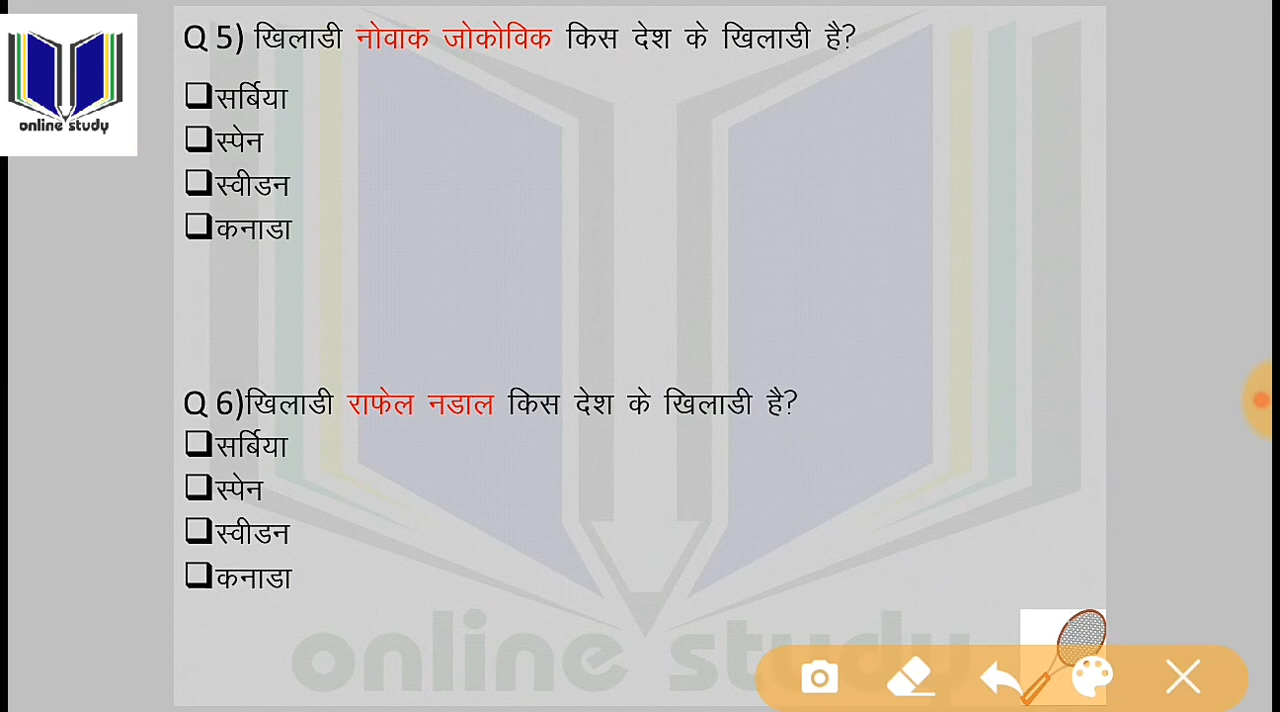 online study
Q 5) खिलाडी नोवाक जोकोविक किस देश के खिलाडी है?
❑सर्बिया
❑स्पेन
❑स्वीडन
❑कनाडा
Q 6)खिलाडी राफेल नडाल किस देश के खिलाडी है?
❑सर्बिया
❑स्पेन
❑स्वीडन
❑कनाडा
online study